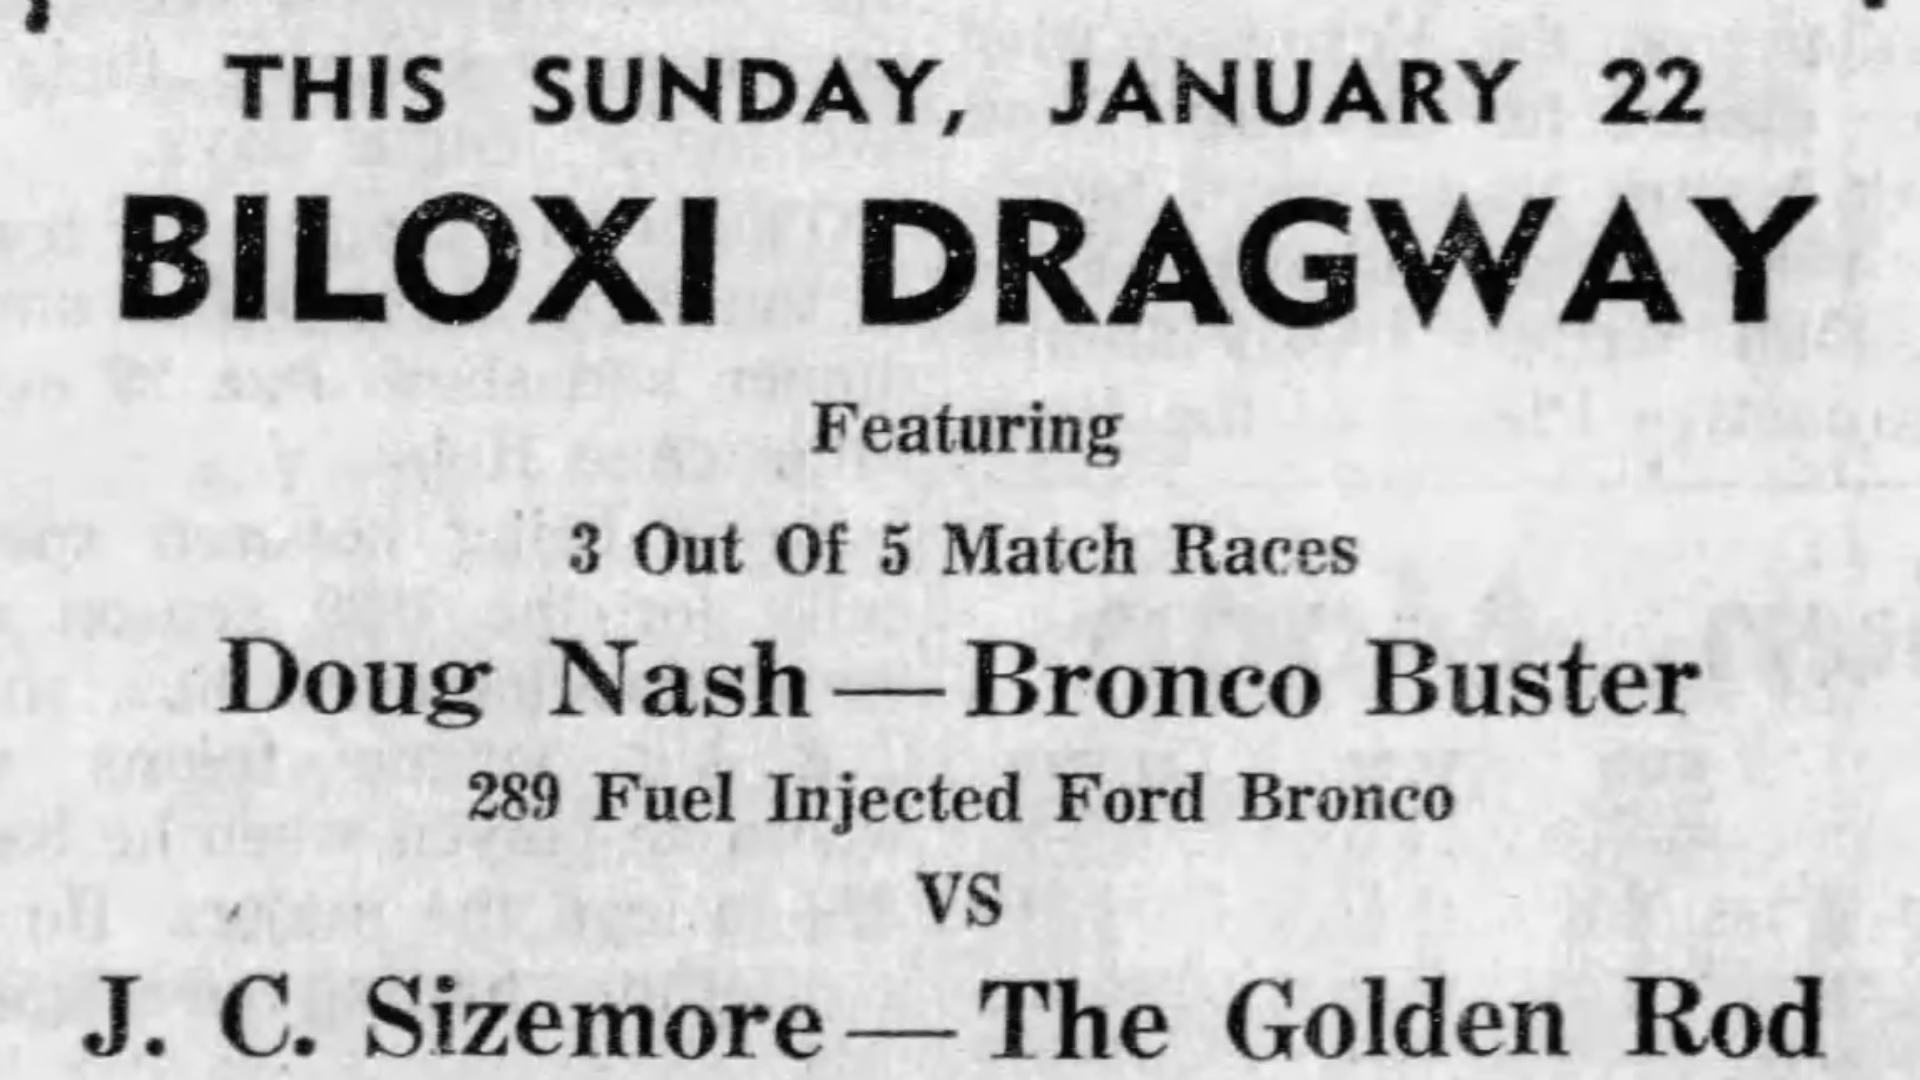 THIS SUNDAY, JANUARY 22
BILOXI DRAGWAY
Featuring
3 Out Of 5 Match Races
Doug Nash — Bronco Buster
289 Fuel Injected Ford Bronco
VS
J. C. Sizemore — The Golden Rod